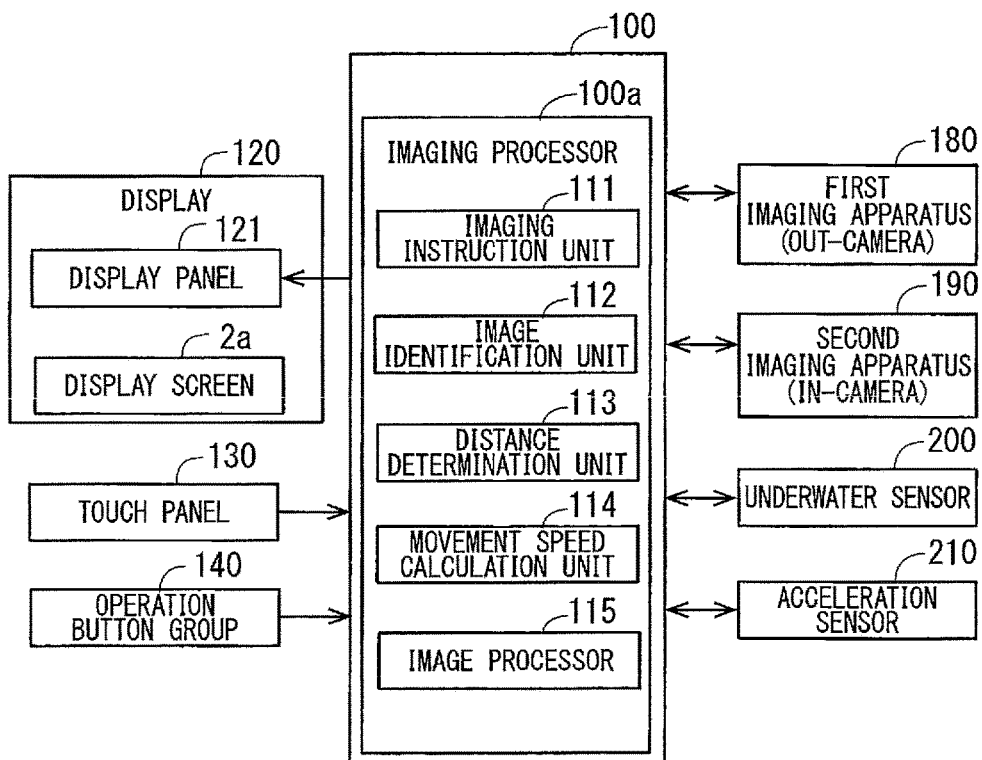 100
100a
IMAGING PROCESSOR
111
IMAGING
INSTRUCTION UNIT
112
IMAGE
IDENTIFICATION UNIT
113
DISTANCE
DETERMINATION UNIT
114
MOVEMENT SPEED
CALCULATION UNIT
115
IMAGE PROCESSOR
120
DISPLAY
121
DISPLAY PANEL
2a
DISPLAY SCREEN
130
TOUCH PANEL
140
OPERATION
BUTTON GROUP
180
FIRST
IMAGING APPARATUS
(OUT-CAMERA)
190
SECOND
IMAGING APPARATUS
(IN-CAMERA)
200
UNDERWATER SENSOR
210
ACCELERATION
SENSOR